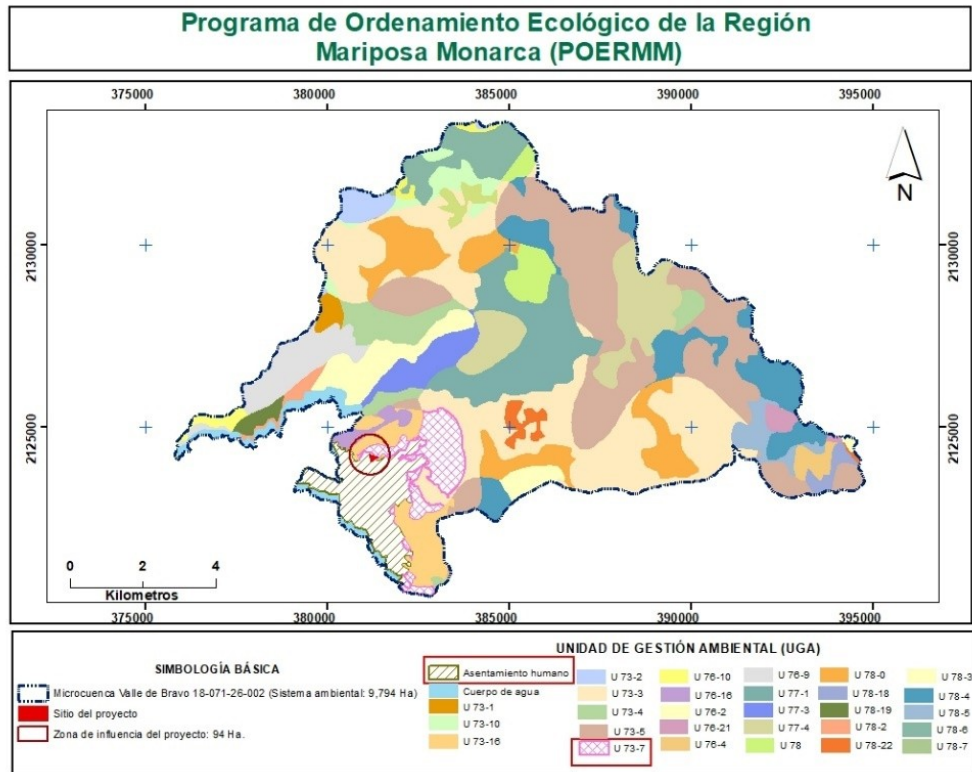 Programa de Ordenamiento Ecológico de la Región
Mariposa Monarca (POERMM)
375000 380000 385000 390000 395000
N
2130000 2130000
2125000 2125000
0 2 4
Kilometros
375000 380000 385000 390000 395000
SIMBOLOGÍA BÁSICA
Microcuenca Valle de Bravo 18-071-26-002 (Sistema ambiental: 9,794 Ha)
Sitio del proyecto
Zona de influencia del proyecto: 94 Ha.
UNIDAD DE GESTIÓN AMBIENTAL (UGA)
Asentamiento humano
Cuerpo de agua
U 73-1
U 73-10
U 73-16
U 73-2
U 73-3
U 73-4
U 73-5
U 73-7
U 76-10
U 76-16
U 76-2
U 76-21
U 76-4
U 76-9
U 77-1
U 77-3
U 77-4
U 78
U 78-0
U 78-18
U 78-19
U 78-2
U 78-22
U 78-3
U 78-4
U 78-5
U 78-6
U 78-7